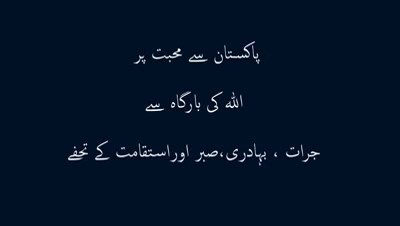 پاکستان سے محبت پر
اللہ کی بارگاہ سے
جرات ، بہادری،صبر اوراستقامت کے تحفے